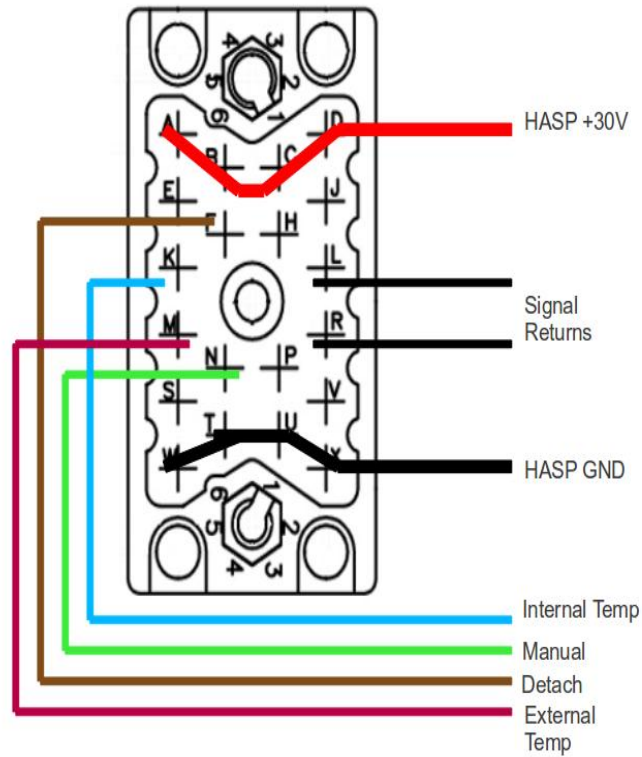 4 3
5 2
6 1
A D
B C
E J
F H
K L
M R
N P
S V
T U
W X
6 1
5 2
4 3
HASP +30V
Signal
Returns
HASP GND
Internal Temp
Manual
Detach
External
Temp